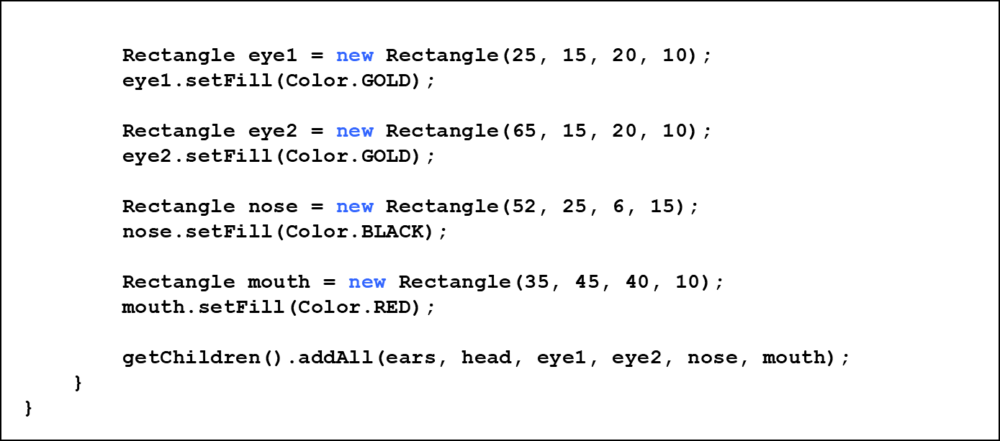 Rectangle eye1 = new Rectangle(25, 15, 20, 10);
eye1.setFill(Color.GOLD);
Rectangle eye2 = new Rectangle(65, 15, 20, 10);
eye2.setFill(Color.GOLD);
Rectangle nose = new Rectangle(52, 25, 6, 15);
nose.setFill(Color.BLACK);
Rectangle mouth = new Rectangle(35, 45, 40, 10);
mouth.setFill(Color.RED);
getChildren().addAll(ears, head, eye1, eye2, nose, mouth);
}
}